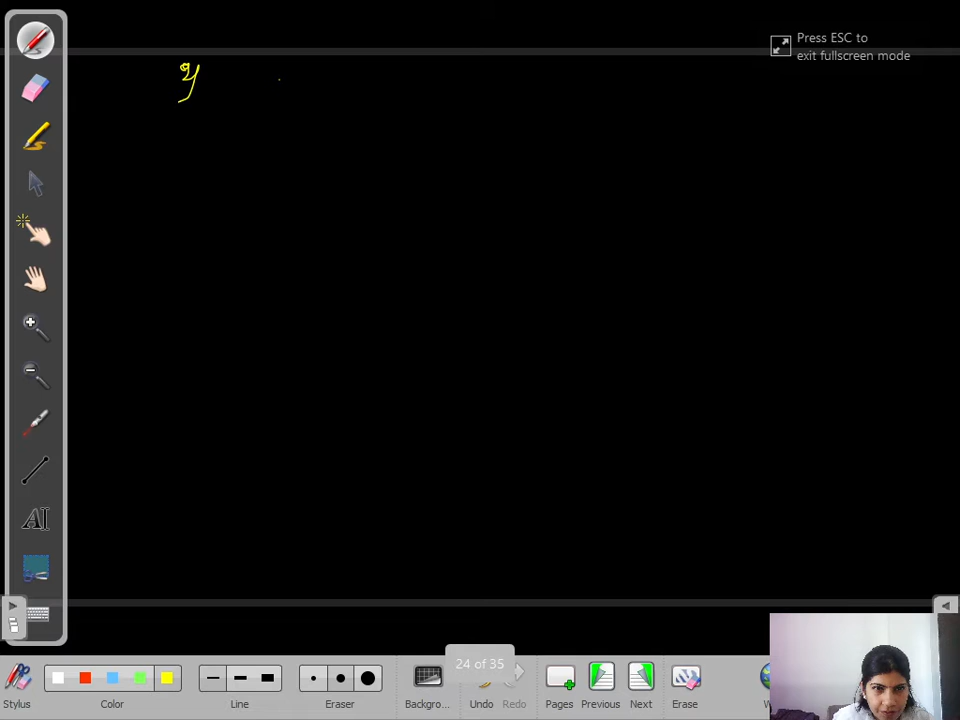 y
Press ESC to
exit fullscreen mode
AI
24 of 35
Stylus
Color
Line
Eraser
Backgro...
Undo
Redo
Pages
Previous
Next
Erase
W